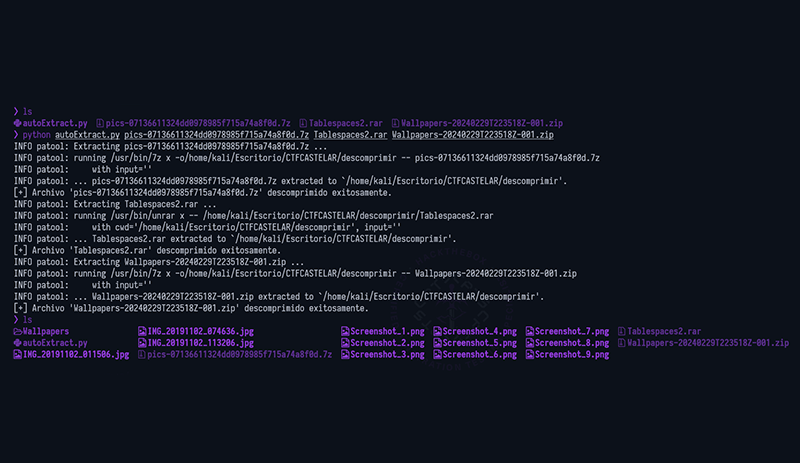 ❯ ls
autoExtract.py pics-07136611324dd0978985f715a74a8f0d.7z Tablespaces2.rar Wallpapers-20240229T223518Z-001.zip
❯ python autoExtract.py pics-07136611324dd0978985f715a74a8f0d.7z Tablespaces2.rar Wallpapers-20240229T223518Z-001.zip
INFO patool: Extracting pics-07136611324dd0978985f715a74a8f0d.7z ...
INFO patool: running /usr/bin/7z x -o/home/kali/Escritorio/CTFCASTELAR/descomprimir -- pics-07136611324dd0978985f715a74a8f0d.7z
INFO patool:     with input=''
INFO patool: ... pics-07136611324dd0978985f715a74a8f0d.7z extracted to `/home/kali/Escritorio/CTFCASTELAR/descomprimir'.
[+] Archivo 'pics-07136611324dd0978985f715a74a8f0d.7z' descomprimido exitosamente.
INFO patool: Extracting Tablespaces2.rar ...
INFO patool: running /usr/bin/unrar x -- /home/kali/Escritorio/CTFCASTELAR/descomprimir/Tablespaces2.rar
INFO patool:     with cwd='/home/kali/Escritorio/CTFCASTELAR/descomprimir', input=''
INFO patool: ... Tablespaces2.rar extracted to `/home/kali/Escritorio/CTFCASTELAR/descomprimir'.
[+] Archivo 'Tablespaces2.rar' descomprimido exitosamente.
INFO patool: Extracting Wallpapers-20240229T223518Z-001.zip ...
INFO patool: running /usr/bin/7z x -o/home/kali/Escritorio/CTFCASTELAR/descomprimir -- Wallpapers-20240229T223518Z-001.zip
INFO patool:     with input=''
INFO patool: ... Wallpapers-20240229T223518Z-001.zip extracted to `/home/kali/Escritorio/CTFCASTELAR/descomprimir'.
[+] Archivo 'Wallpapers-20240229T223518Z-001.zip' descomprimido exitosamente.
❯ ls
Wallpapers IMG_20191102_074636.jpg Screenshot_1.png Screenshot_4.png Screenshot_7.png Tablespaces2.rar
autoExtract.py IMG_20191102_113206.jpg Screenshot_2.png Screenshot_5.png Screenshot_8.png Wallpapers-20240229T223518Z-001.zip
IMG_20191102_011506.jpg pics-07136611324dd0978985f715a74a8f0d.7z Screenshot_3.png Screenshot_6.png Screenshot_9.png